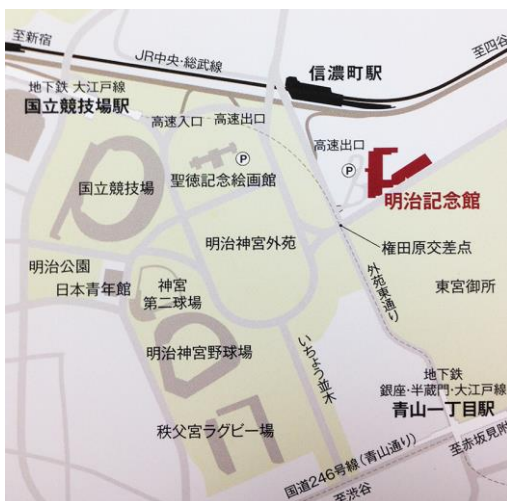 至新宿
JR中央・総武線
至四谷
信濃町駅
地下鉄 大江戸線
国立競技場駅
高速入口
高速出口
高速出口
P
P
国立競技場
聖徳記念絵画館
明治記念館
明治神宮外苑
権田原交差点
明治公園
日本青年館
神宮
第二球場
外苑東通り
東宮御所
明治神宮野球場
いちょう並木
地下鉄
銀座・半蔵門・大江戸線
青山一丁目駅
秩父宮ラグビー場
国道246号線(青山通り)
至渋谷
至赤坂見附